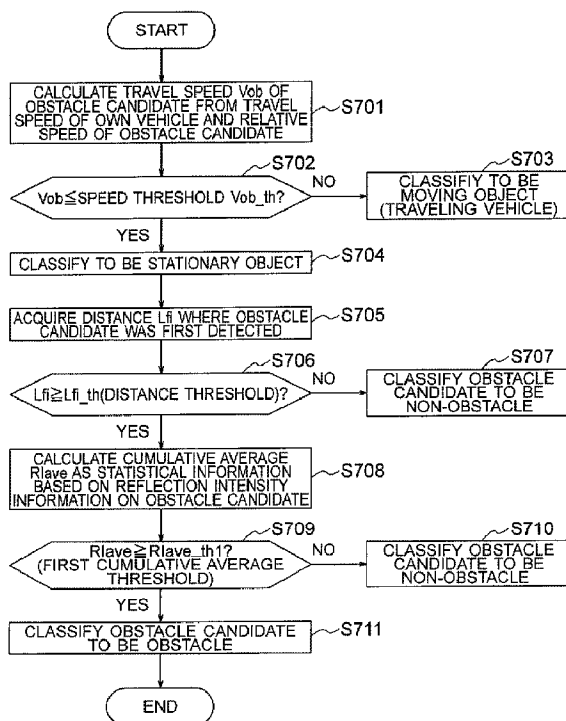 START
CALCULATE TRAVEL SPEED Vob OF
OBSTACLE CANDIDATE FROM TRAVEL
SPEED OF OWN VEHICLE AND RELATIVE
SPEED OF OBSTACLE CANDIDATE
S701
S702
Vob≦SPEED THRESHOLD Vob_th?
NO
S703
CLASSIFIY TO BE
MOVING OBJECT
(TRAVELING VEHICLE)
YES
CLASSIFY TO BE STATIONARY OBJECT
S704
ACQUIRE DISTANCE Lfi WHERE OBSTACLE
CANDIDATE WAS FIRST DETECTED
S705
S706
Lfi≧Lfi_th(DISTANCE THRESHOLD)?
NO
S707
CLASSIFY OBSTACLE
CANDIDATE TO BE
NON-OBSTACLE
YES
CALCULATE CUMULATIVE AVERAGE
RIave AS STATISTICAL INFORMATION
BASED ON REFLECTION INTENSITY
INFORMATION ON OBSTACLE CANDIDATE
S708
S709
RIave≧RIave_th1?
(FIRST CUMULATIVE AVERAGE
THRESHOLD)
NO
S710
CLASSIFY OBSTACLE
CANDIDATE TO BE
NON-OBSTACLE
YES
CLASSIFY OBSTACLE CANDIDATE
TO BE OBSTACLE
S711
END